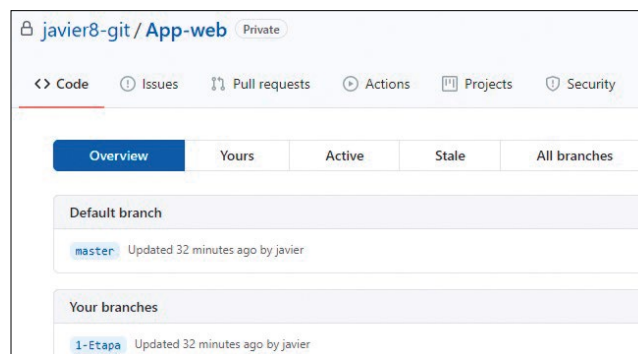 javier8-git / App-web Private
Code Issues Pull requests Actions Projects Security
Overview Yours Active Stale All branches
Default branch
master Updated 32 minutes ago by javier
Your branches
1-Etapa Updated 32 minutes ago by javier